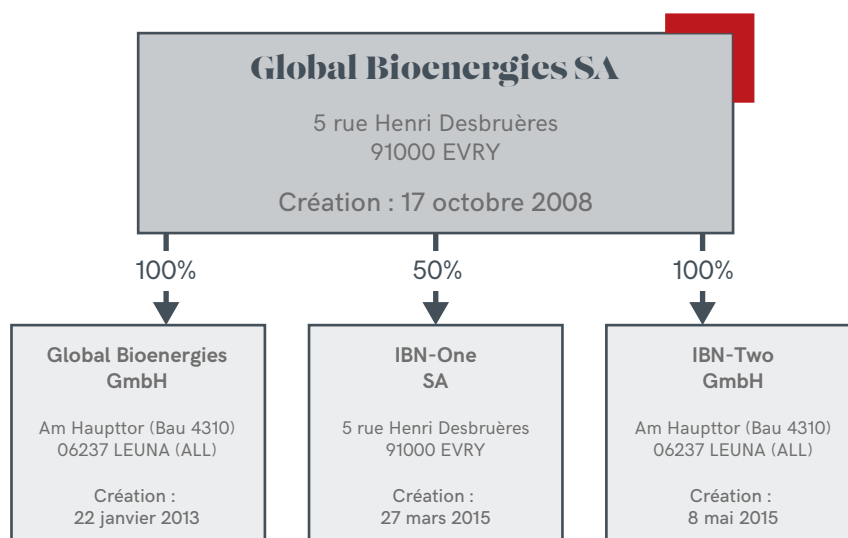 Global Bioenergies SA
5 rue Henri Desbruères
91000 EVRY
Création : 17 octobre 2008
100%
50%
100%
Global Bioenergies
GmbH
Am Haupttor (Bau 4310)
06237 LEUNA (ALL)
Création :
22 janvier 2013
IBN-One
SA
5 rue Henri Desbruères
91000 EVRY
Création :
27 mars 2015
IBN-Two
GmbH
Am Haupttor (Bau 4310)
06237 LEUNA (ALL)
Création :
8 mai 2015